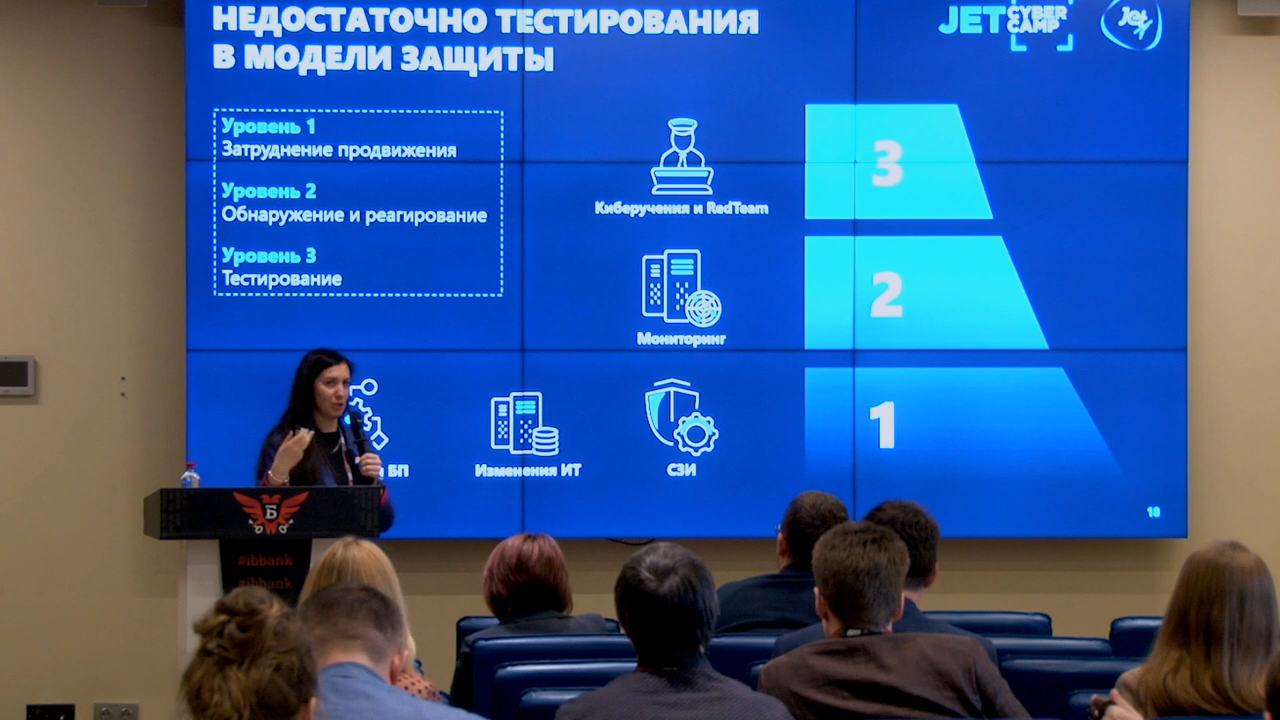 НЕДОСТАТОЧНО ТЕСТИРОВАНИЯ
В МОДЕЛИ ЗАЩИТЫ
JET CYBER CAMP
Jet
Уровень 1
Затруднение продвижения
Уровень 2
Обнаружение и реагирование
Уровень 3
Тестирование
Киберучения и RedTeam
3
Мониторинг
2
БП
Изменения ИТ
СЗИ
1
18
Б
#ibbank
#ibbank